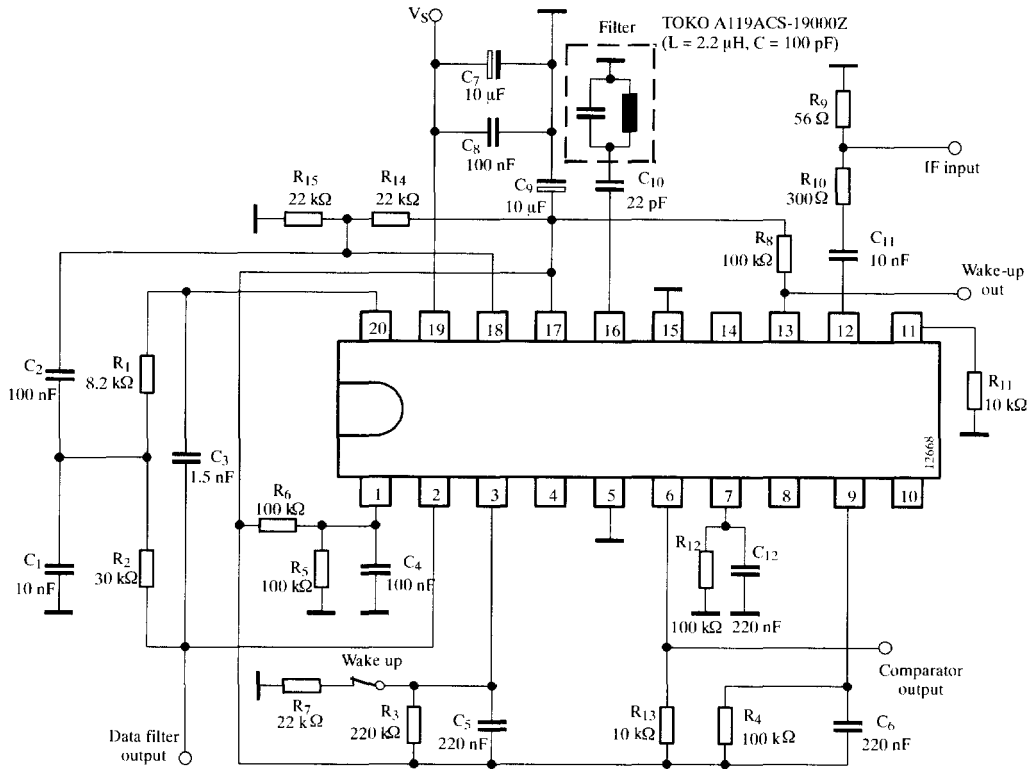 V_S
Filter
TOKO A119ACS-19000Z
(L = 2.2 µH, C = 100 pF)
C7
10 µF
C8
100 nF
R9
56 Ω
IF input
R10
300Ω
R15
22 kΩ
R14
22 kΩ
C9
10 µF
C10
22 pF
R8
100 kΩ
C11
10 nF
Wake-up
out
20 19 18 17 16 15 14 13 12 11
C2
100 nF
R1
8.2 kΩ
C3
1.5 nF
R11
10 kΩ
12668
1 2 3 4 5 6 7 8 9 10
R6
100 kΩ
C1
10 nF
R2
30 kΩ
R5
100 kΩ
C4
100 nF
R12
100 kΩ
C12
220 nF
Wake up
R7
22 kΩ
R3
220 kΩ
C5
220 nF
Comparator
output
R13
10 kΩ
R4
100 kΩ
C6
220 nF
Data filter
output